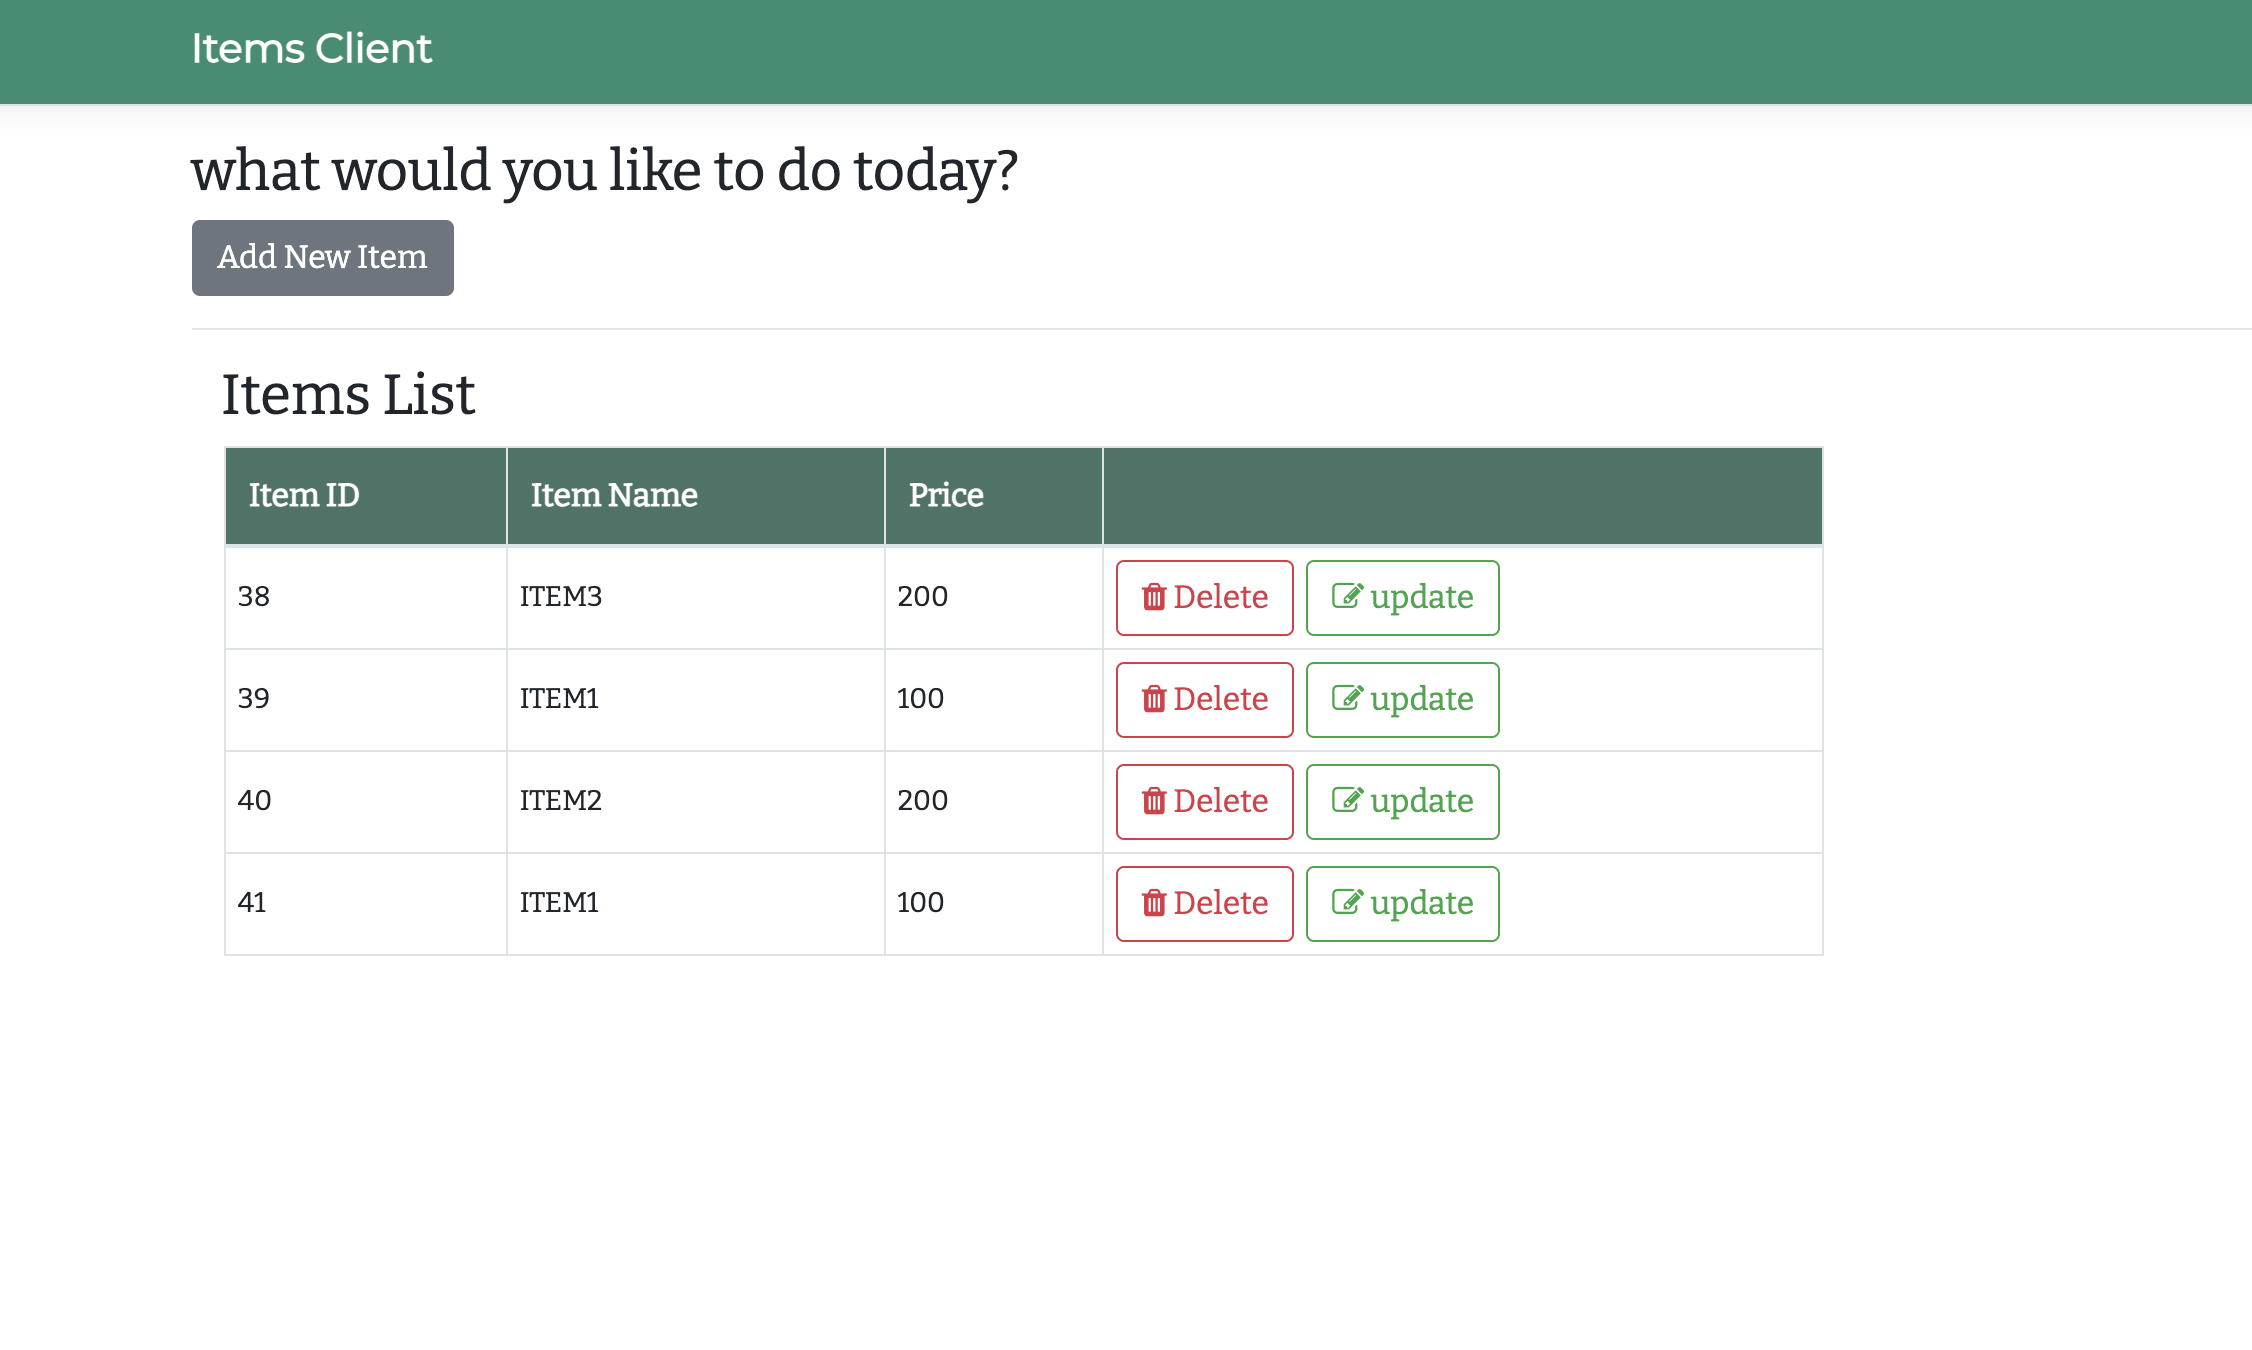 Items Client
what would you like to do today?
Add New Item
Items List
Item ID Item Name Price
38 ITEM3 200 Delete update
39 ITEM1 100 Delete update
40 ITEM2 200 Delete update
41 ITEM1 100 Delete update